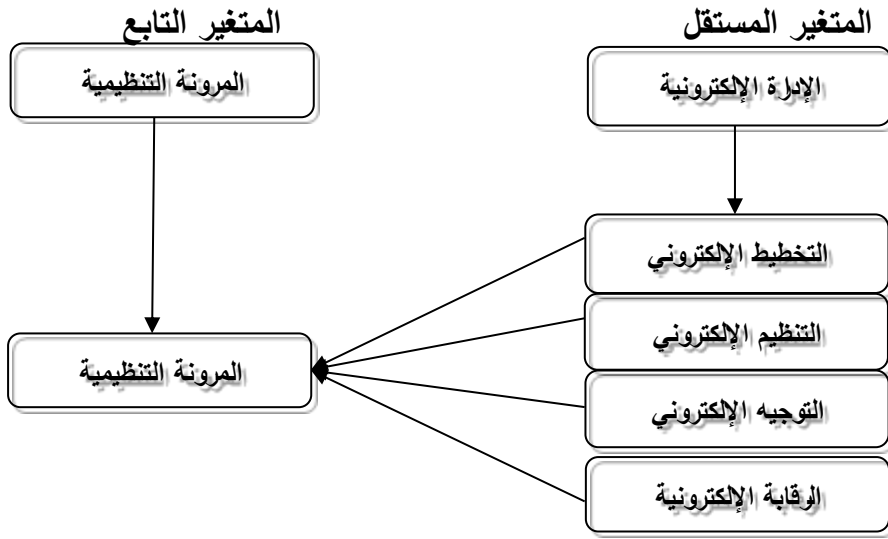 المتغير المستقل
المتغير التابع
الإدارة الإلكترونية
المرونة التنظيمية
التخطيط الإلكتروني
التنظيم الإلكتروني
المرونة التنظيمية
التوجيه الإلكتروني
الرقابة الإلكترونية